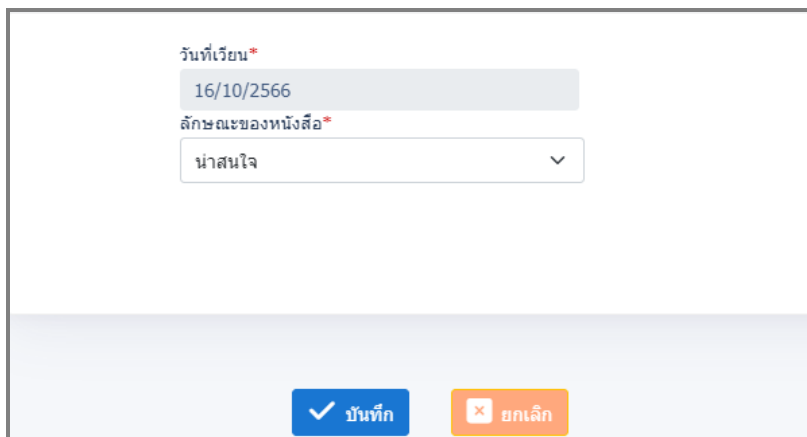 วันที่เวียน*
16/10/2566
ลักษณะของหนังสือ*
น่าสนใจ
บันทึก
ยกเลิก